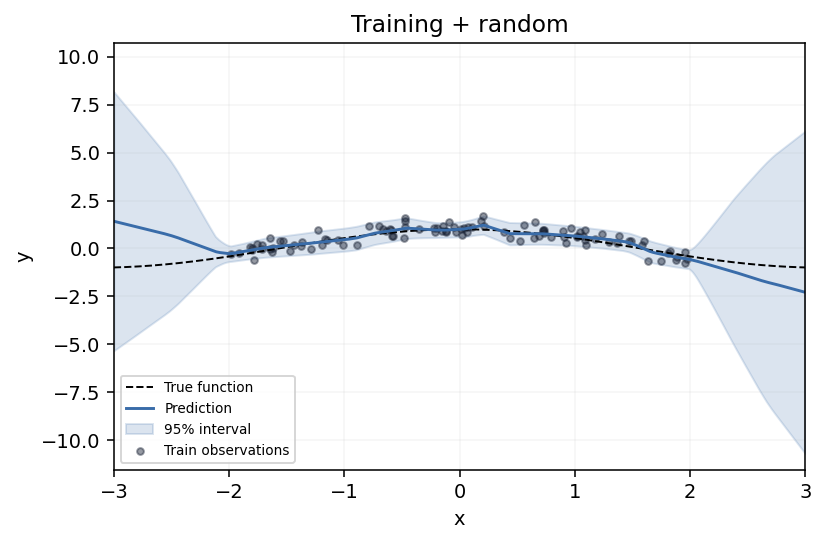 Training + random
10.0
7.5
5.0
2.5
0.0
−2.5
−5.0
−7.5
−10.0
y
True function
Prediction
95% interval
Train observations
−3 −2 −1 0 1 2 3
x